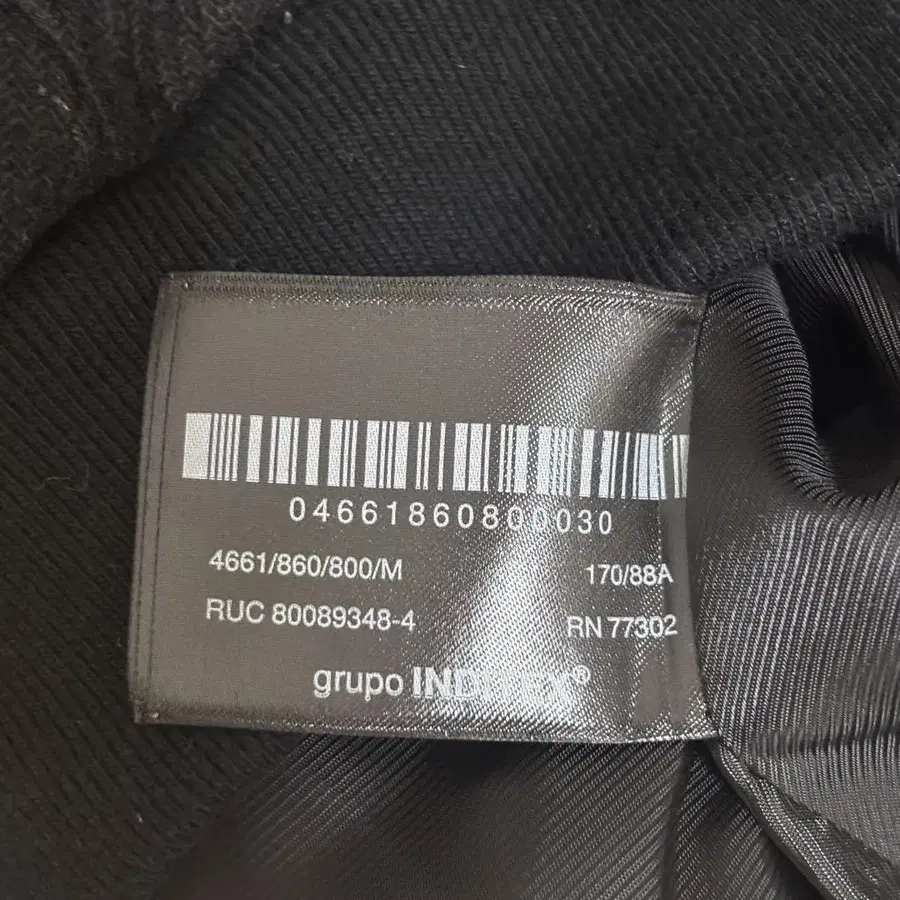 04661860800030
4661/860/800/M 170/88A
RUC 80089348-4 RN 77302
grupo INDITEX®